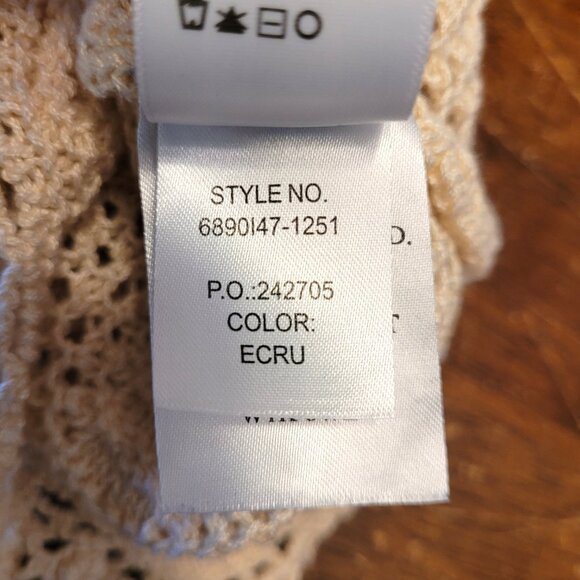 STYLE NO.
6890I47-1251
D.
P.O.:242705
COLOR:
T
ECRU